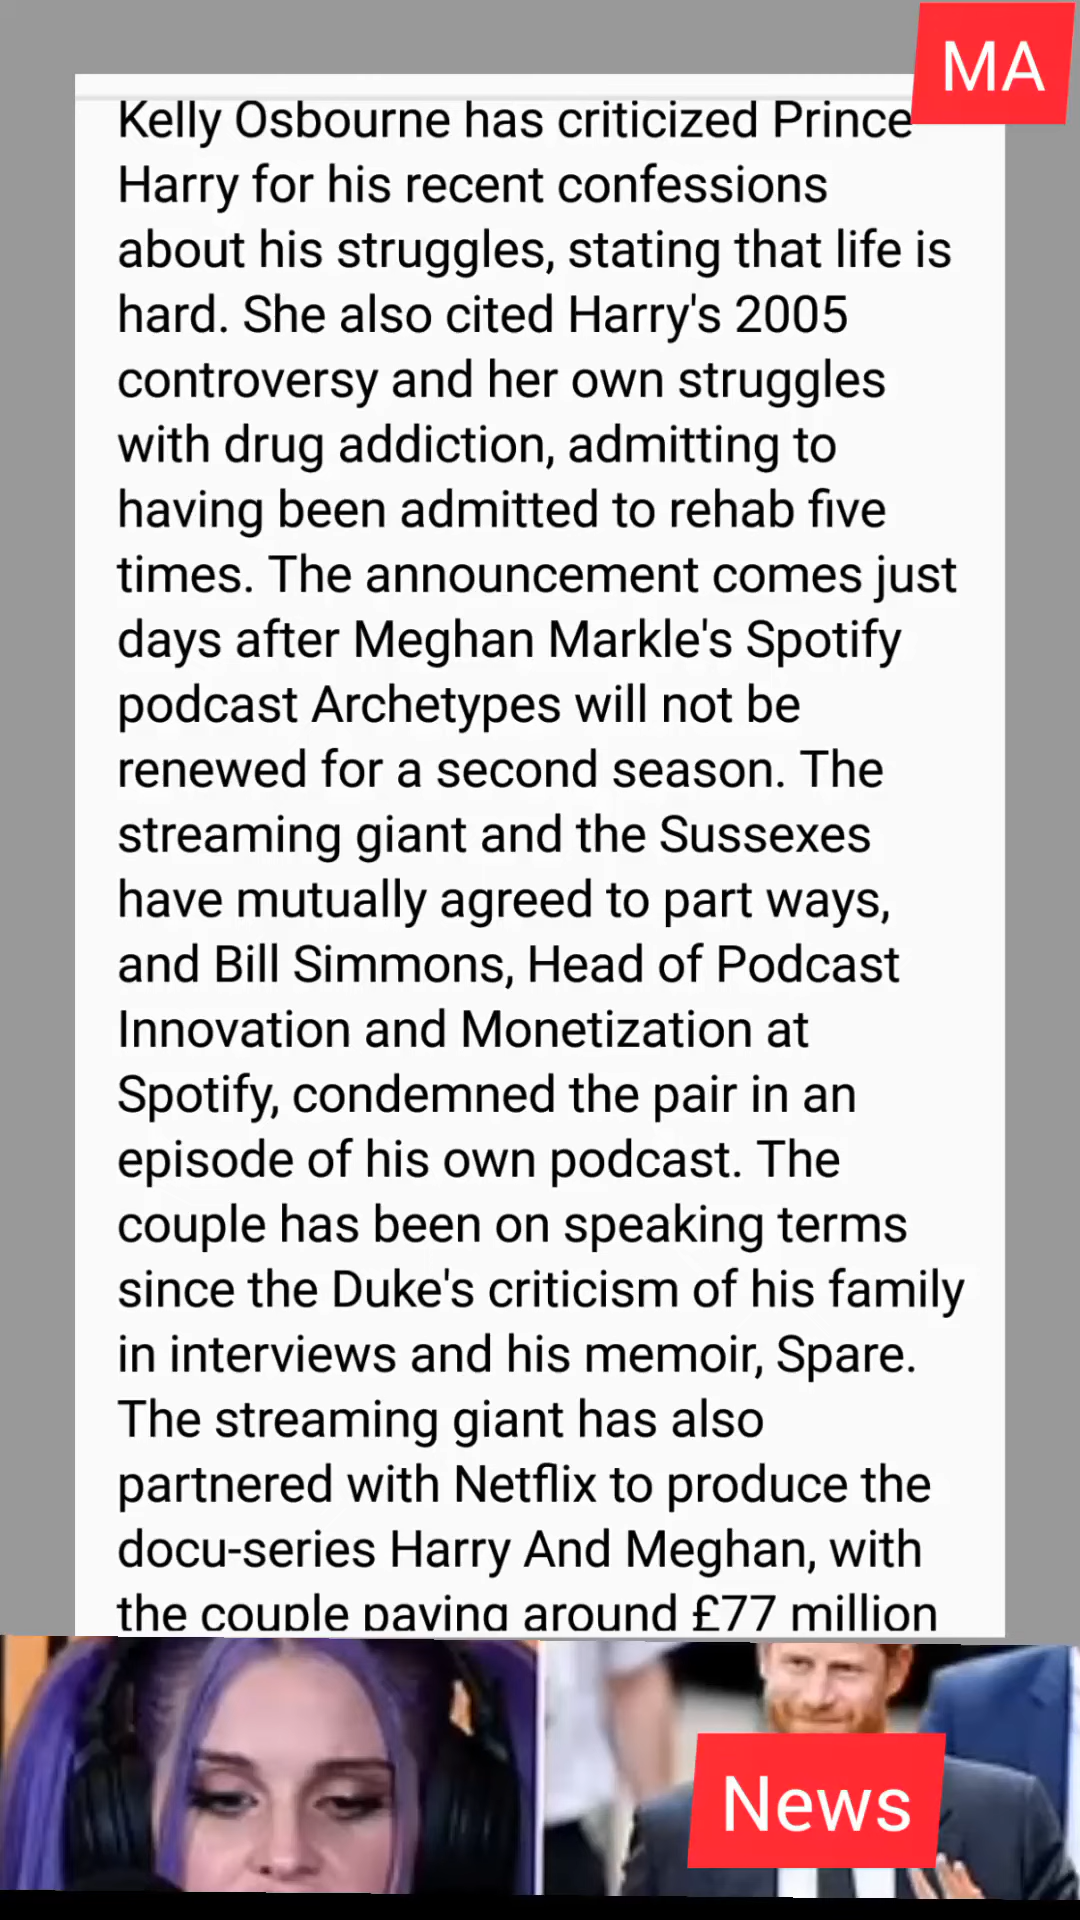 MA
Kelly Osbourne has criticized Prince
Harry for his recent confessions
about his struggles, stating that life is
hard. She also cited Harry's 2005
controversy and her own struggles
with drug addiction, admitting to
having been admitted to rehab five
times. The announcement comes just
days after Meghan Markle's Spotify
podcast Archetypes will not be
renewed for a second season. The
streaming giant and the Sussexes
have mutually agreed to part ways,
and Bill Simmons, Head of Podcast
Innovation and Monetization at
Spotify, condemned the pair in an
episode of his own podcast. The
couple has been on speaking terms
since the Duke's criticism of his family
in interviews and his memoir, Spare.
The streaming giant has also
partnered with Netflix to produce the
docu-series Harry And Meghan, with
the couple paying around £77 million
News